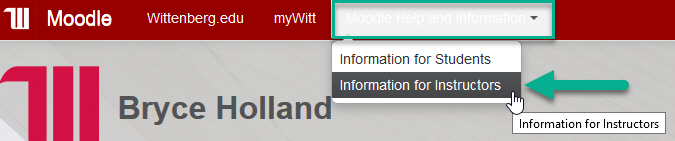 Moodle Wittenberg.edu myWitt Moodle Help and Information
Information for Students
Information for Instructors
Bryce Holland
Information for Instructors